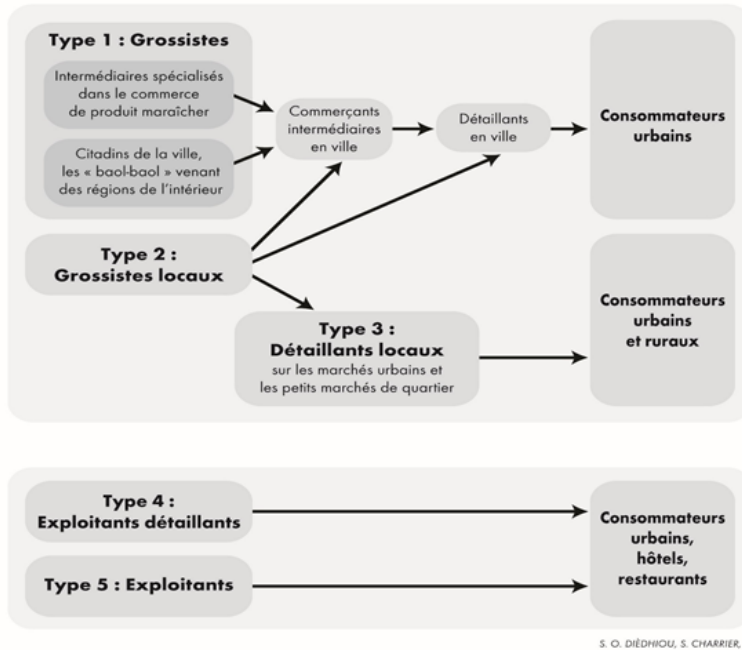 Type 1 : Grossistes
Intermédiaires spécialisés
dans le commerce
de produit maraîcher
Citadins de la ville,
les « baol-baol » venant
des régions de l'intérieur
Commerçants
intermédiaires
en ville
Détaillants
en ville
Consommateurs
urbains
Type 2 :
Grossistes locaux
Type 3 :
Détaillants locaux
sur les marchés urbains et
les petits marchés de quartier
Consommateurs
urbains
et ruraux
Type 4 :
Exploitants détaillants
Type 5 : Exploitants
Consommateurs
urbains,
hôtels,
restaurants
S. O. DIÈDHIOU, S. CHARRIER,